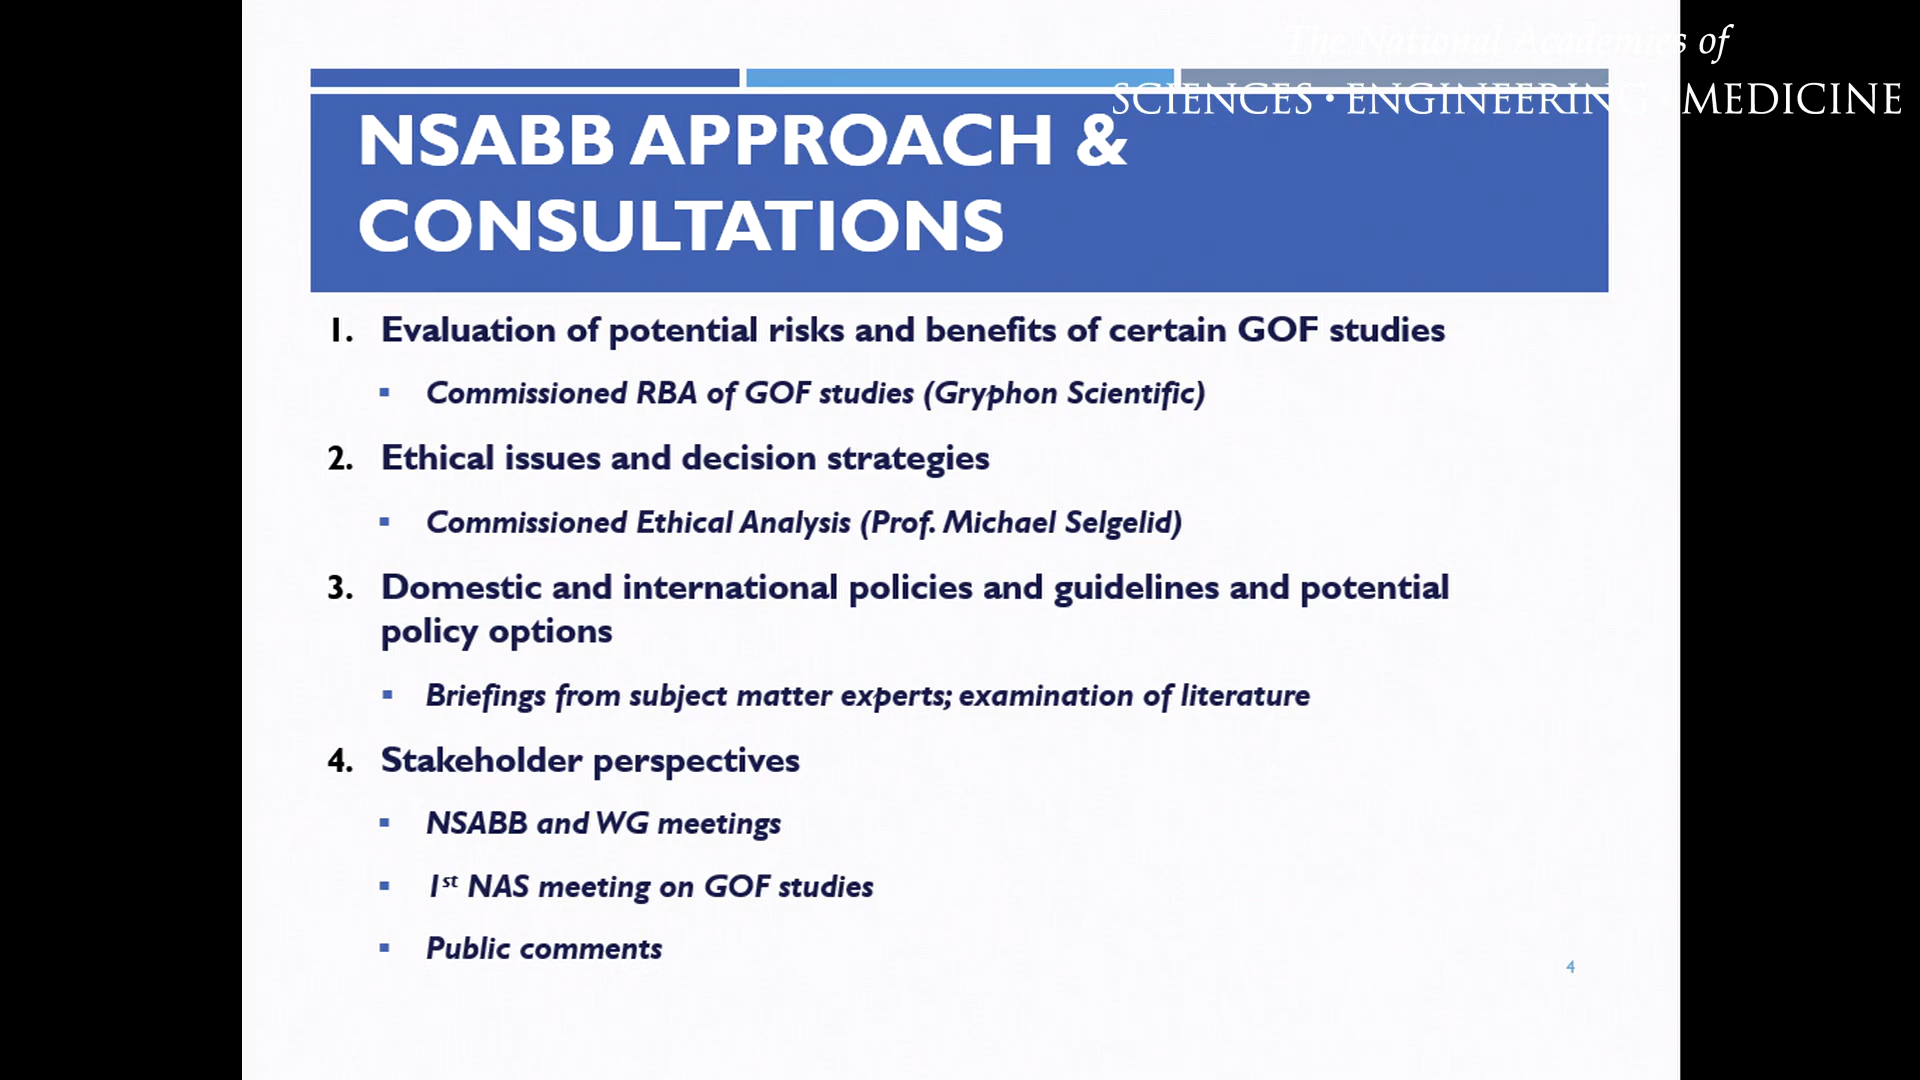 The National Academies of
SCIENCES · ENGINEERING · MEDICINE
NSABB APPROACH &
CONSULTATIONS
1. Evaluation of potential risks and benefits of certain GOF studies
▪ Commissioned RBA of GOF studies (Gryphon Scientific)
2. Ethical issues and decision strategies
▪ Commissioned Ethical Analysis (Prof. Michael Selgelid)
3. Domestic and international policies and guidelines and potential
policy options
▪ Briefings from subject matter experts; examination of literature
4. Stakeholder perspectives
▪ NSABB and WG meetings
▪ 1st NAS meeting on GOF studies
▪ Public comments
4